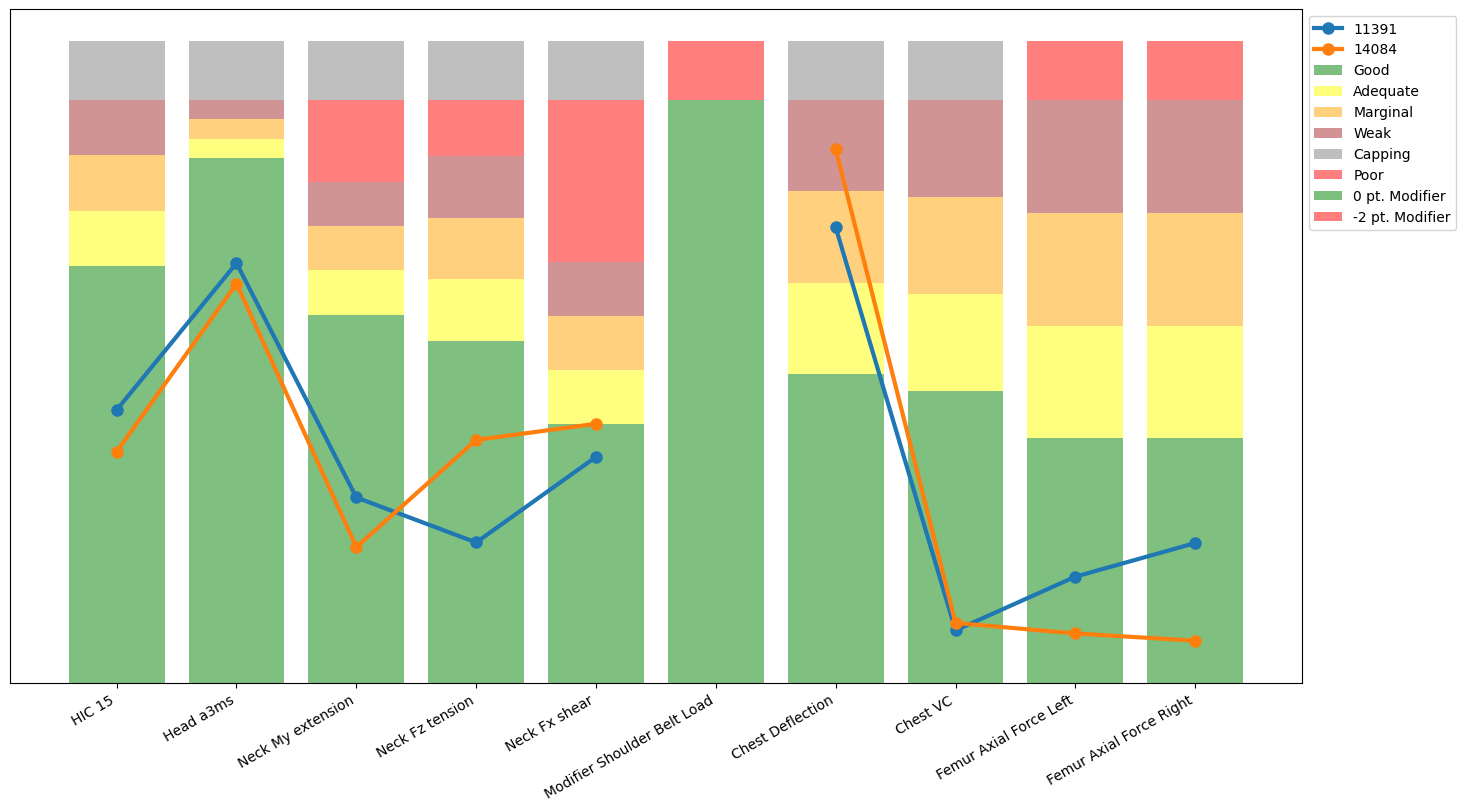 11391
14084
Good
Adequate
Marginal
Weak
Capping
Poor
0 pt. Modifier
-2 pt. Modifier
HIC 15
Head a3ms
Neck My extension
Neck Fz tension
Neck Fx shear
Modifier Shoulder Belt Load
Chest Deflection
Chest VC
Femur Axial Force Left
Femur Axial Force Right